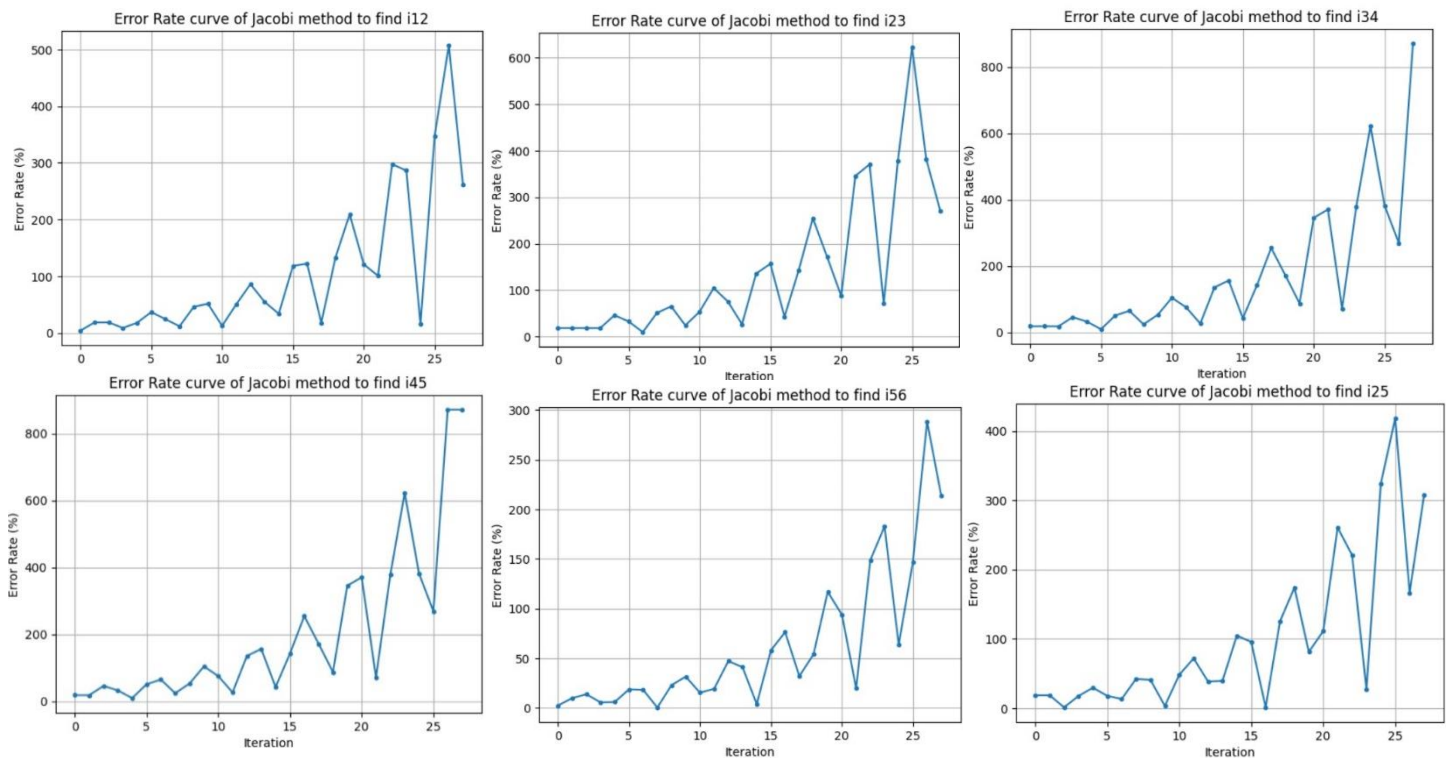 Error Rate curve of Jacobi method to find i12
Error Rate (%)
500
400
300
200
100
0
0 5 10 15 20 25
Iteration
Error Rate curve of Jacobi method to find i23
Error Rate (%)
600
500
400
300
200
100
0
0 5 10 15 20 25
Iteration
Error Rate curve of Jacobi method to find i34
Error Rate (%)
800
600
400
200
0
0 5 10 15 20 25
Iteration
Error Rate curve of Jacobi method to find i45
Error Rate (%)
800
600
400
200
0
0 5 10 15 20 25
Iteration
Error Rate curve of Jacobi method to find i56
Error Rate (%)
300
250
200
150
100
50
0
0 5 10 15 20 25
Iteration
Error Rate curve of Jacobi method to find i25
Error Rate (%)
400
300
200
100
0
0 5 10 15 20 25
Iteration